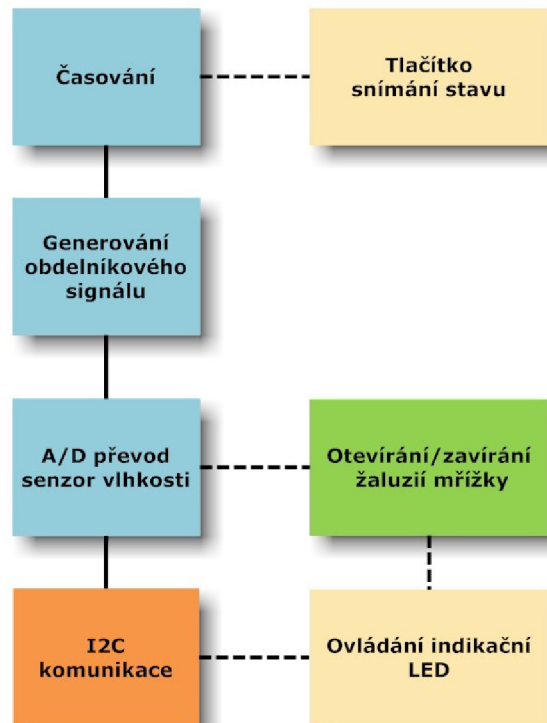 Časování
Tlačítko
snímání stavu
Generování
obdelníkového
signálu
A/D převod
senzor vlhkosti
Otevírání/zavírání
žaluzií mřížky
I2C
komunikace
Ovládání indikační
LED